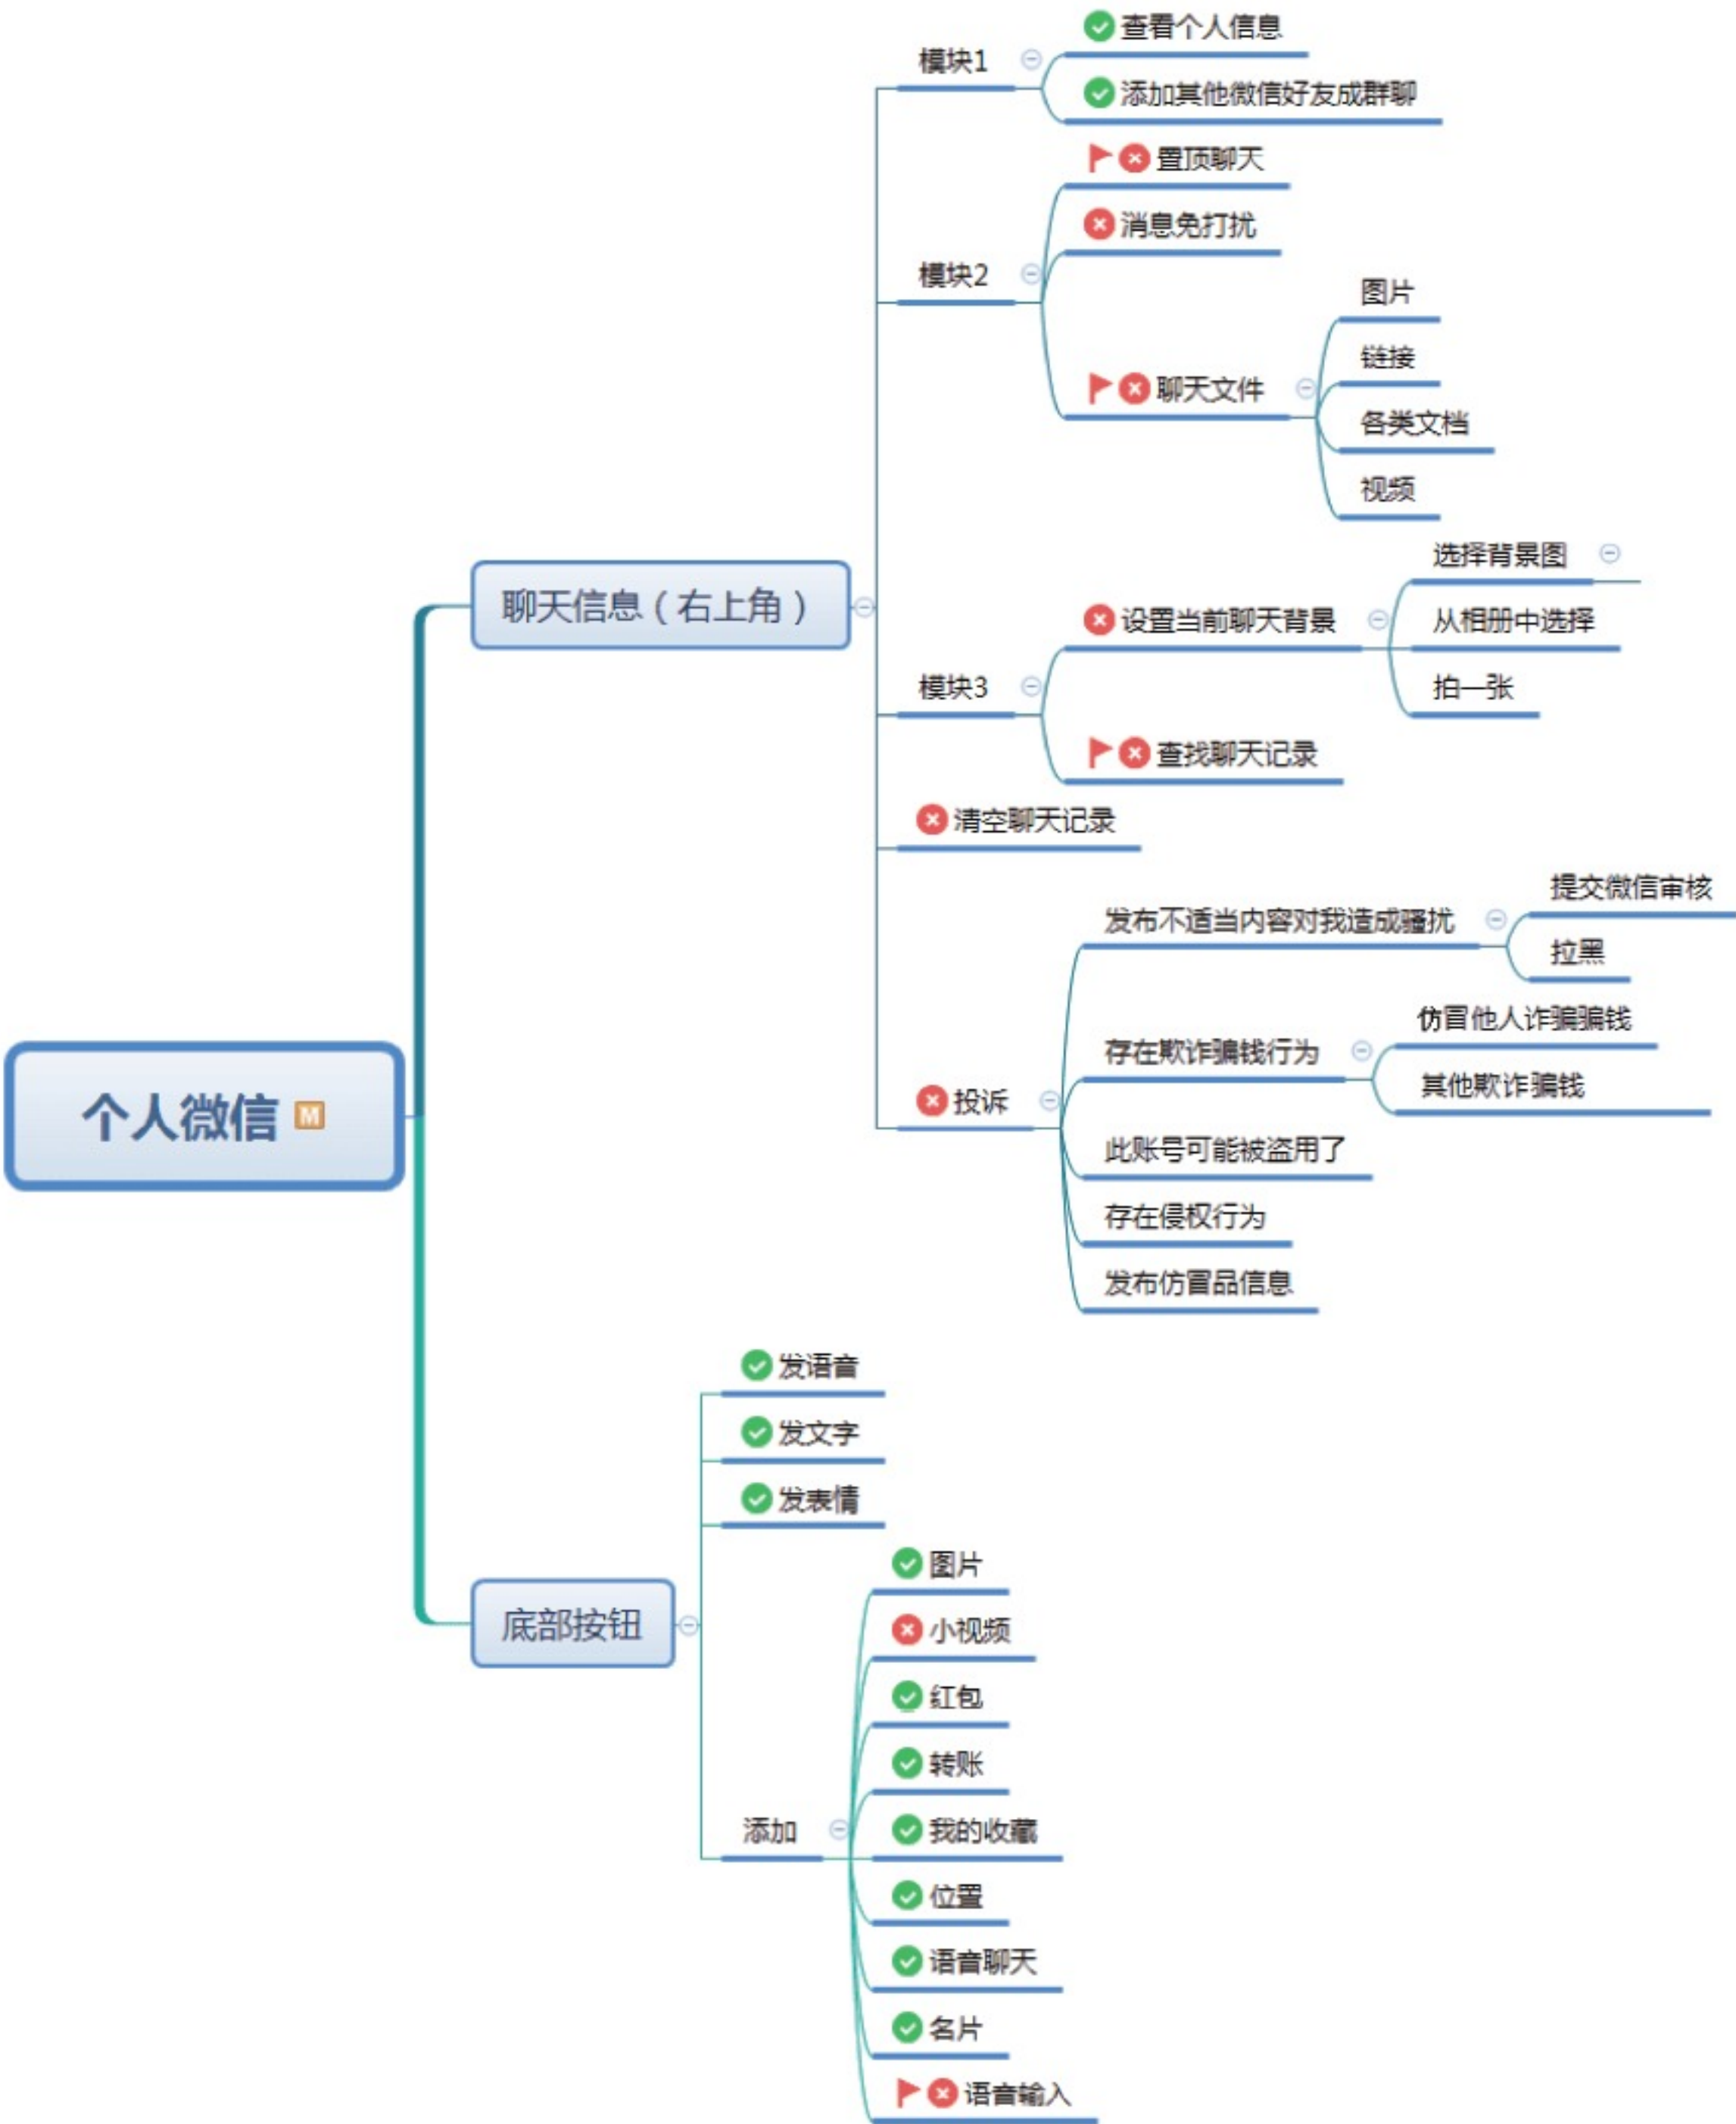 个人微信 M
聊天信息（右上角）
模块1
查看个人信息
添加其他微信好友成群聊
模块2
置顶聊天
消息免打扰
聊天文件
图片
链接
各类文档
视频
模块3
设置当前聊天背景
选择背景图
从相册中选择
拍一张
查找聊天记录
清空聊天记录
投诉
发布不适当内容对我造成骚扰
提交微信审核
拉黑
存在欺诈骗钱行为
仿冒他人诈骗骗钱
其他欺诈骗钱
此账号可能被盗用了
存在侵权行为
发布仿冒品信息
底部按钮
发语音
发文字
发表情
添加
图片
小视频
红包
转账
我的收藏
位置
语音聊天
名片
语音输入